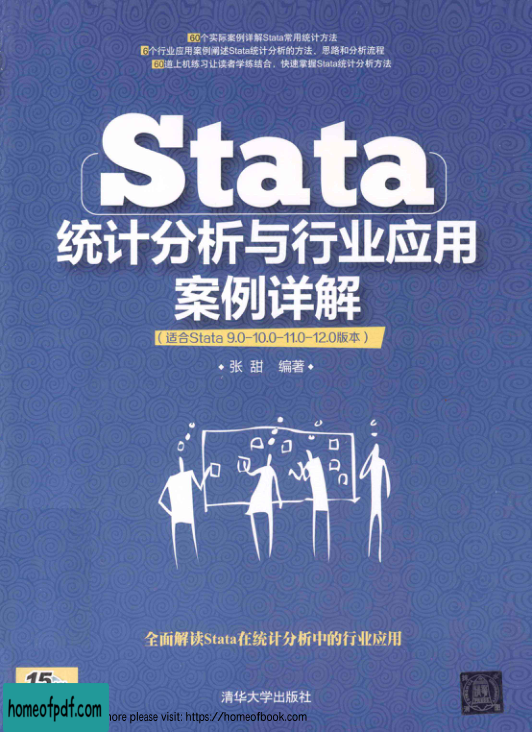 60个实际案例详解Stata常用统计方法
6个行业应用案例阐述Stata统计分析的方法、思路和分析流程
60道上机练习让读者学练结合，快速掌握Stata统计分析方法
Stata
统计分析与行业应用
案例详解
（适合Stata 9.0-10.0-11.0-12.0版本）
张 甜 编著
全面解读Stata在统计分析中的行业应用
15
清华大学出版社
homeofpdf.com
more please visit: https://homeofbook.com